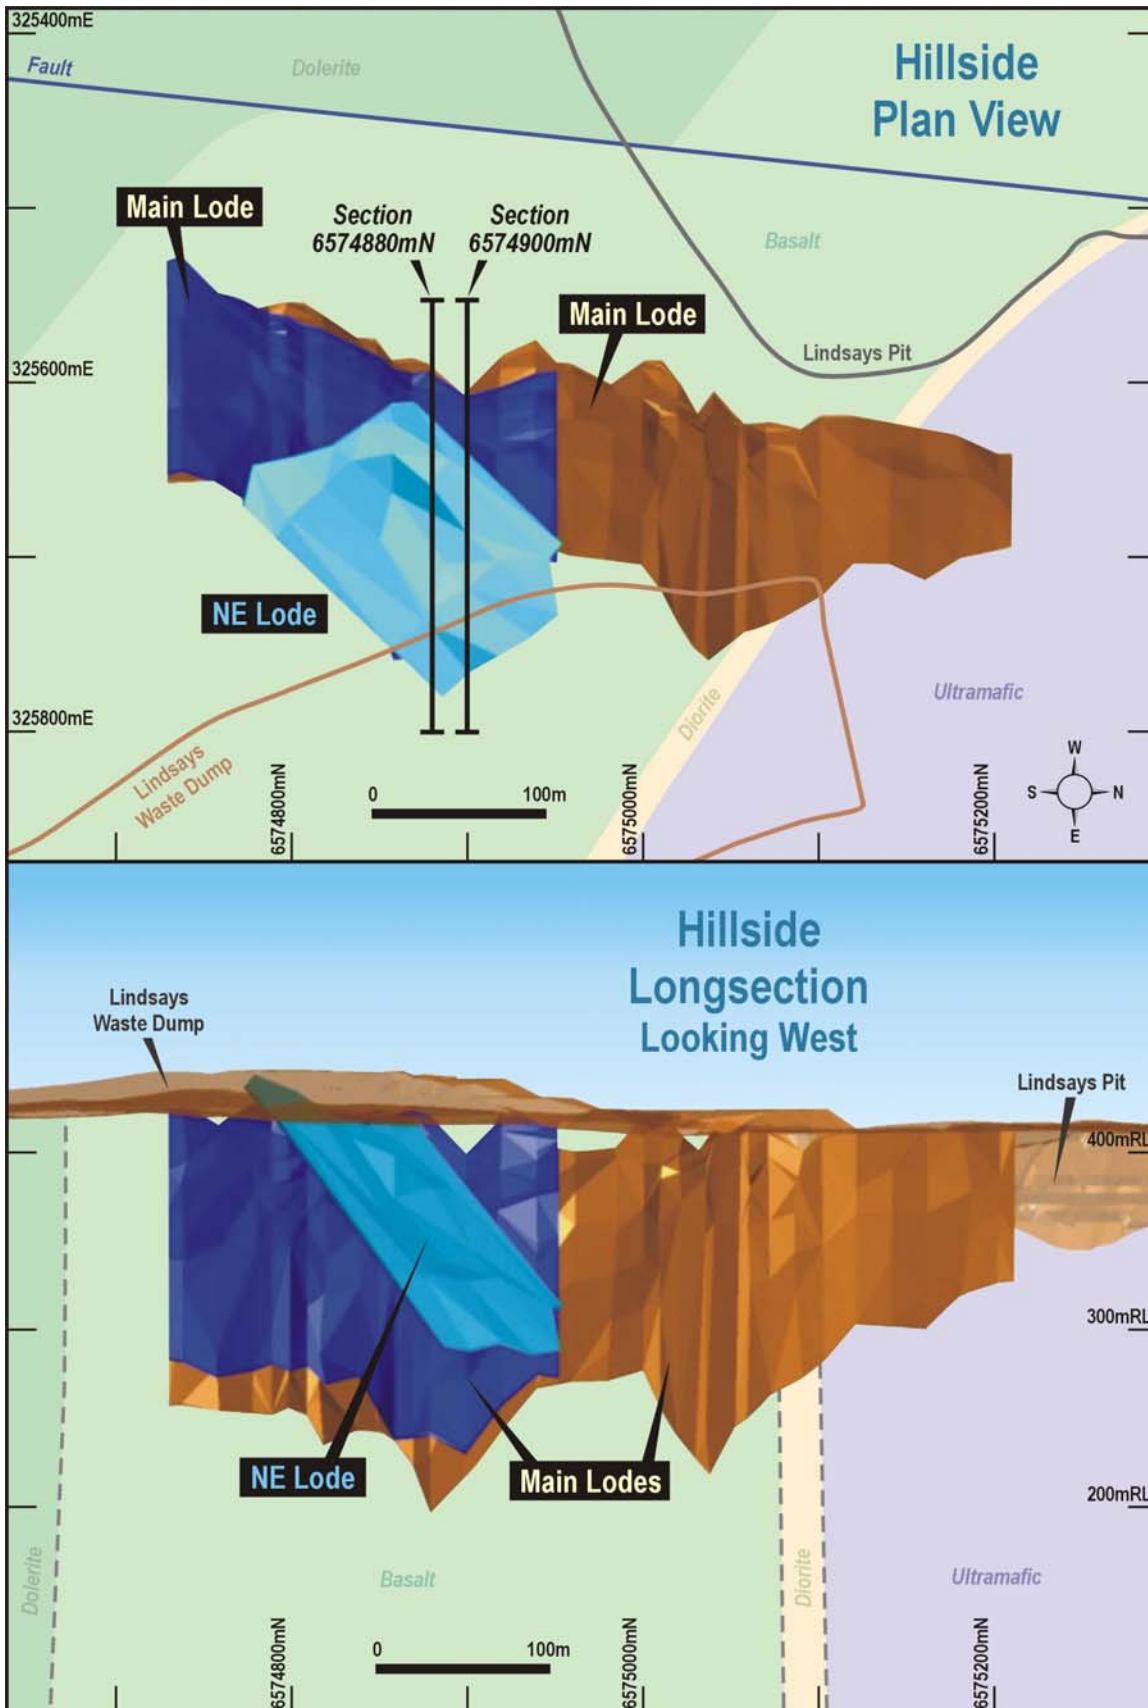 325400mE
Fault
Dolerite
Hillside
Plan View
Main Lode
Section
6574880mN
Section
6574900mN
Basalt
Main Lode
Lindsays Pit
325600mE
NE Lode
Ultramafic
Diorite
325800mE
Lindsays
Waste Dump
0 100m
6574800mN
6575000mN
6575200mN
W
S N
E
Hillside
Longsection
Looking West
Lindsays
Waste Dump
Lindsays Pit
400mRL
300mRL
NE Lode
Main Lodes
200mRL
Dolerite
Basalt
Diorite
Ultramafic
0 100m
6574800mN
6575000mN
6575200mN